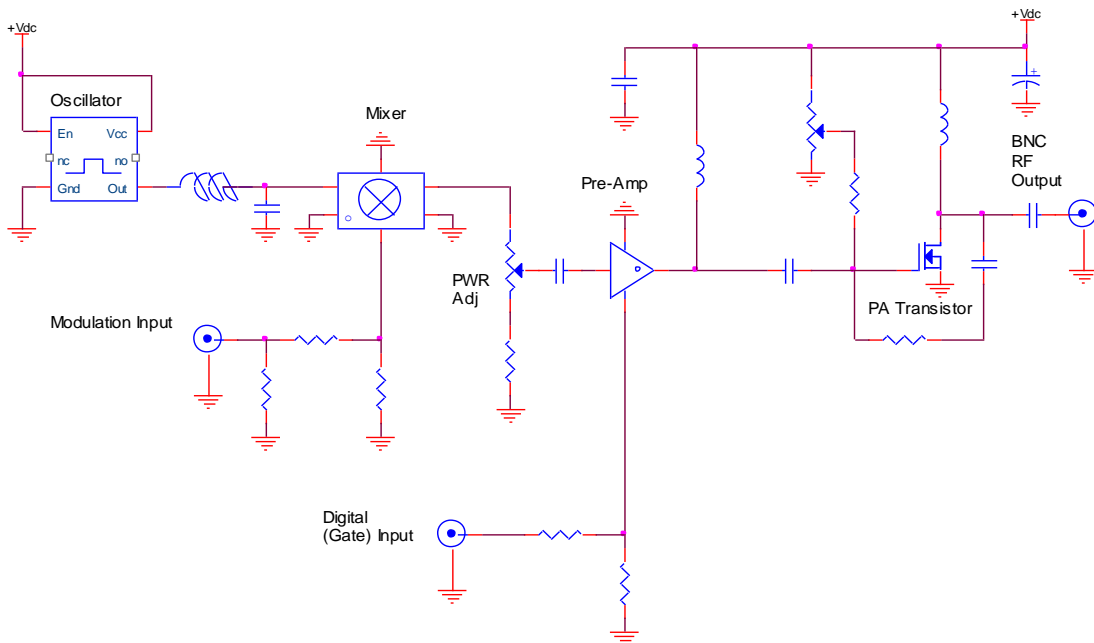 +Vdc
Oscillator
En
Vcc
nc
no
Gnd
Out
Mixer
Modulation Input
PWR
Adj
Pre-Amp
+Vdc
+
BNC
RF
Output
PA Transistor
Digital
(Gate) Input